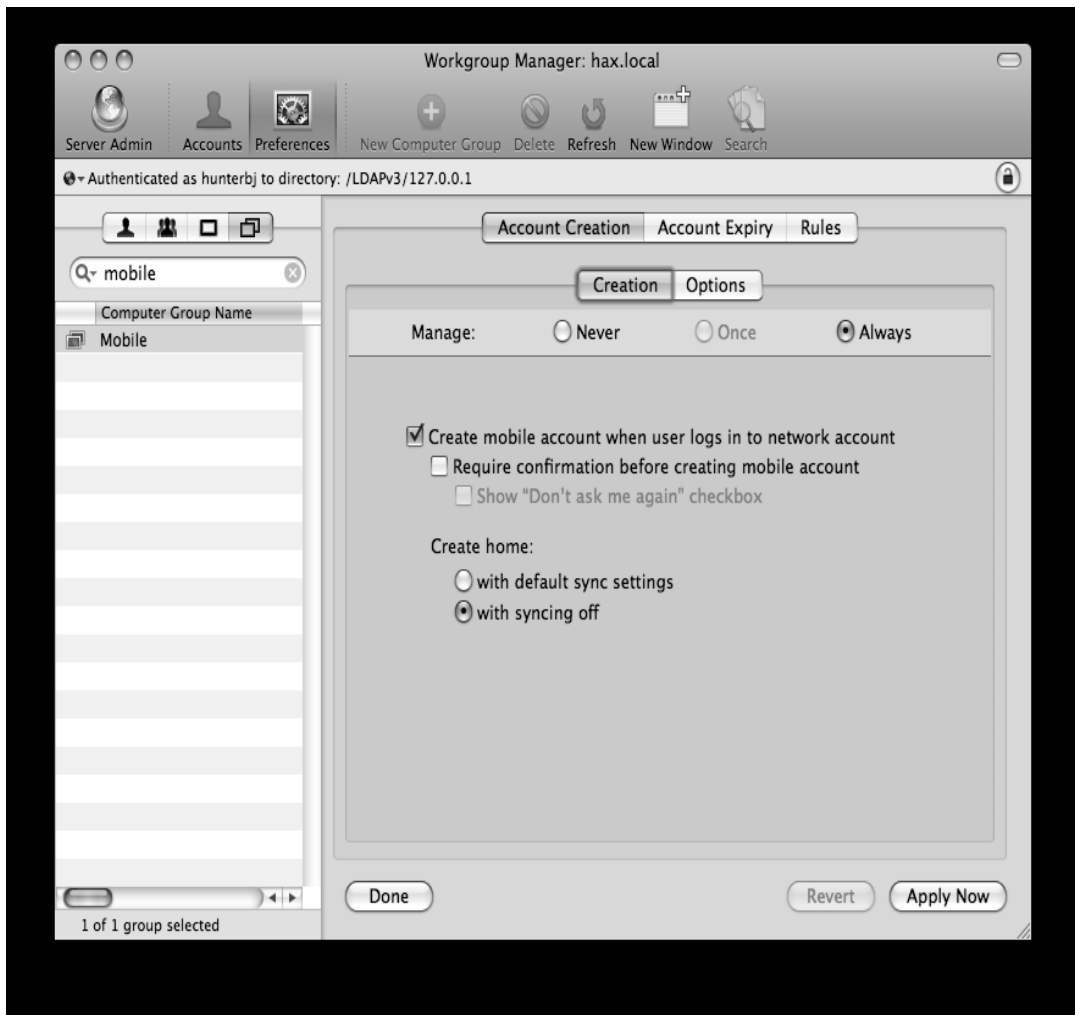 Workgroup Manager: hax.local
Server Admin Accounts Preferences New Computer Group Delete Refresh New Window Search
Authenticated as hunterbj to directory: /LDAPv3/127.0.0.1
Account Creation Account Expiry Rules
mobile
Creation Options
Computer Group Name
Manage: Never Once Always
Mobile
Create mobile account when user logs in to network account
Require confirmation before creating mobile account
Show "Don't ask me again" checkbox
Create home:
with default sync settings
with syncing off
Done Revert Apply Now
1 of 1 group selected